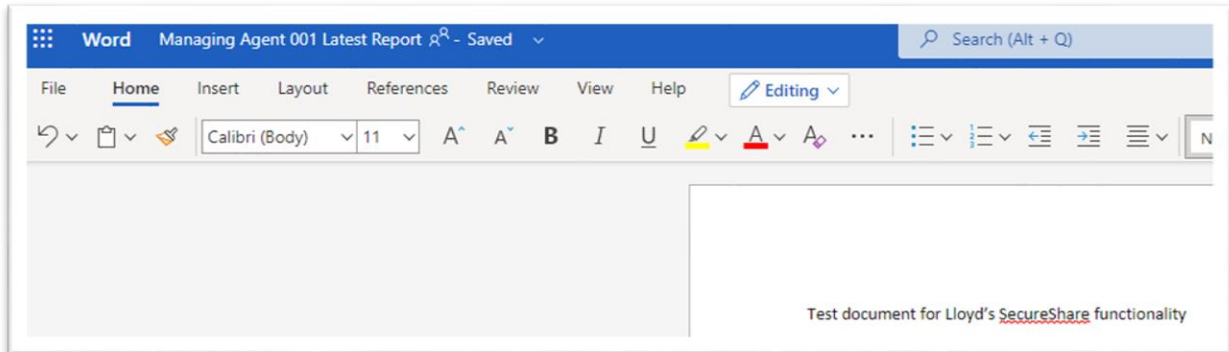 Word Managing Agent 001 Latest Report - Saved Search (Alt + Q)
File Home Insert Layout References Review View Help Editing
Calibri (Body) 11 A A B I U A A ... N
Test document for Lloyd's SecureShare functionality